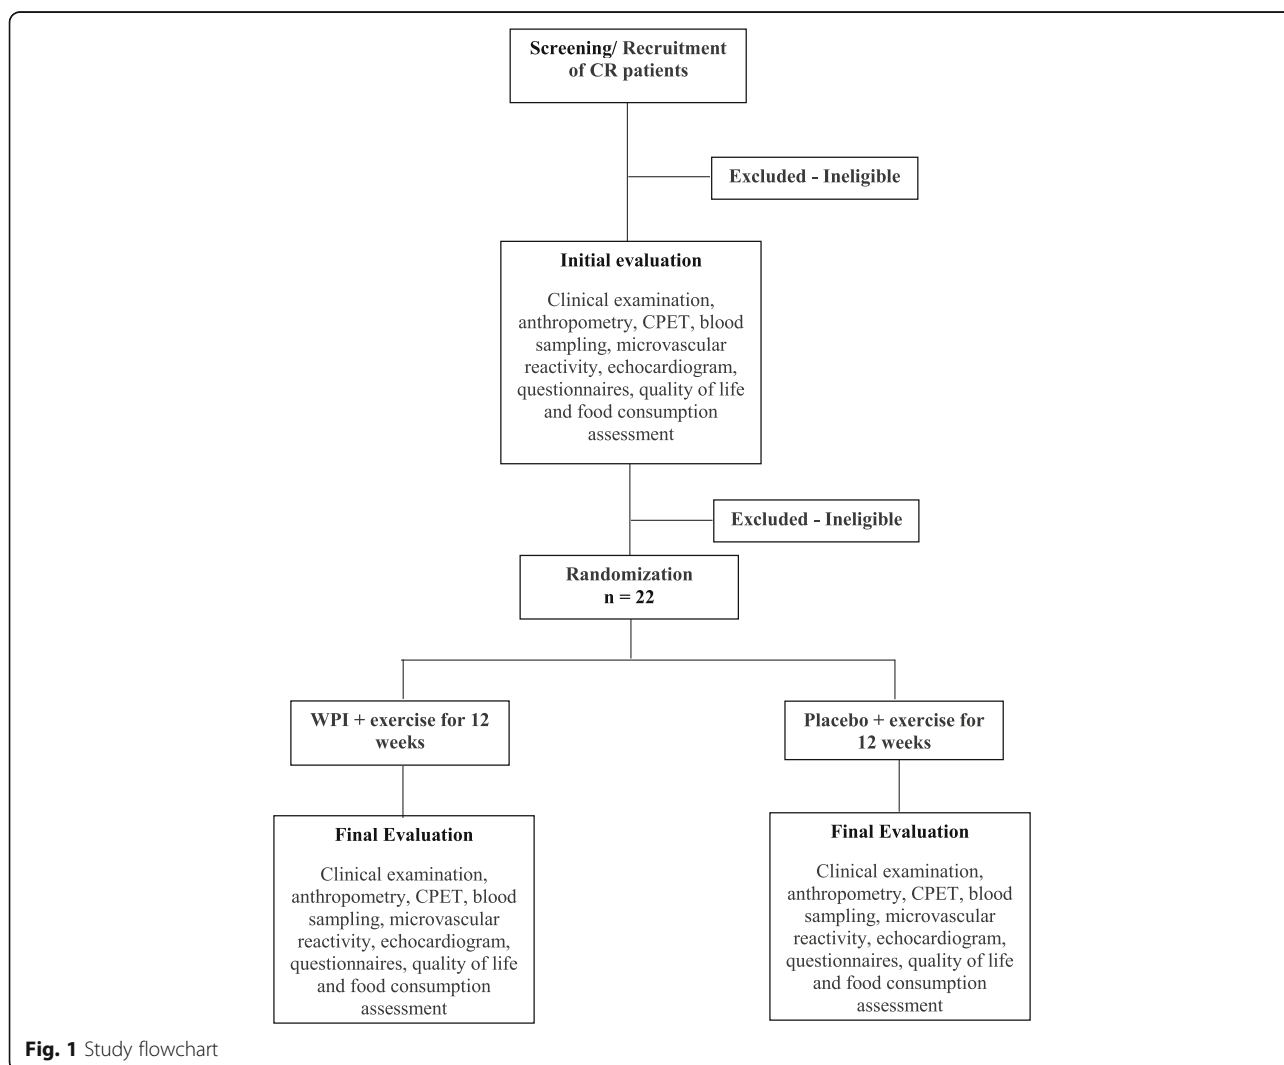 Screening/ Recruitment
of CR patients
Excluded - Ineligible
Initial evaluation
Clinical examination,
anthropometry, CPET, blood
sampling, microvascular
reactivity, echocardiogram,
questionnaires, quality of life
and food consumption
assessment
Excluded - Ineligible
Randomization
n = 22
WPI + exercise for 12
weeks
Placebo + exercise for
12 weeks
Final Evaluation
Clinical examination,
anthropometry, CPET, blood
sampling, microvascular
reactivity, echocardiogram,
questionnaires, quality of life
and food consumption
assessment
Final Evaluation
Clinical examination,
anthropometry, CPET, blood
sampling, microvascular
reactivity, echocardiogram,
questionnaires, quality of life
and food consumption
assessment
Fig. 1 Study flowchart